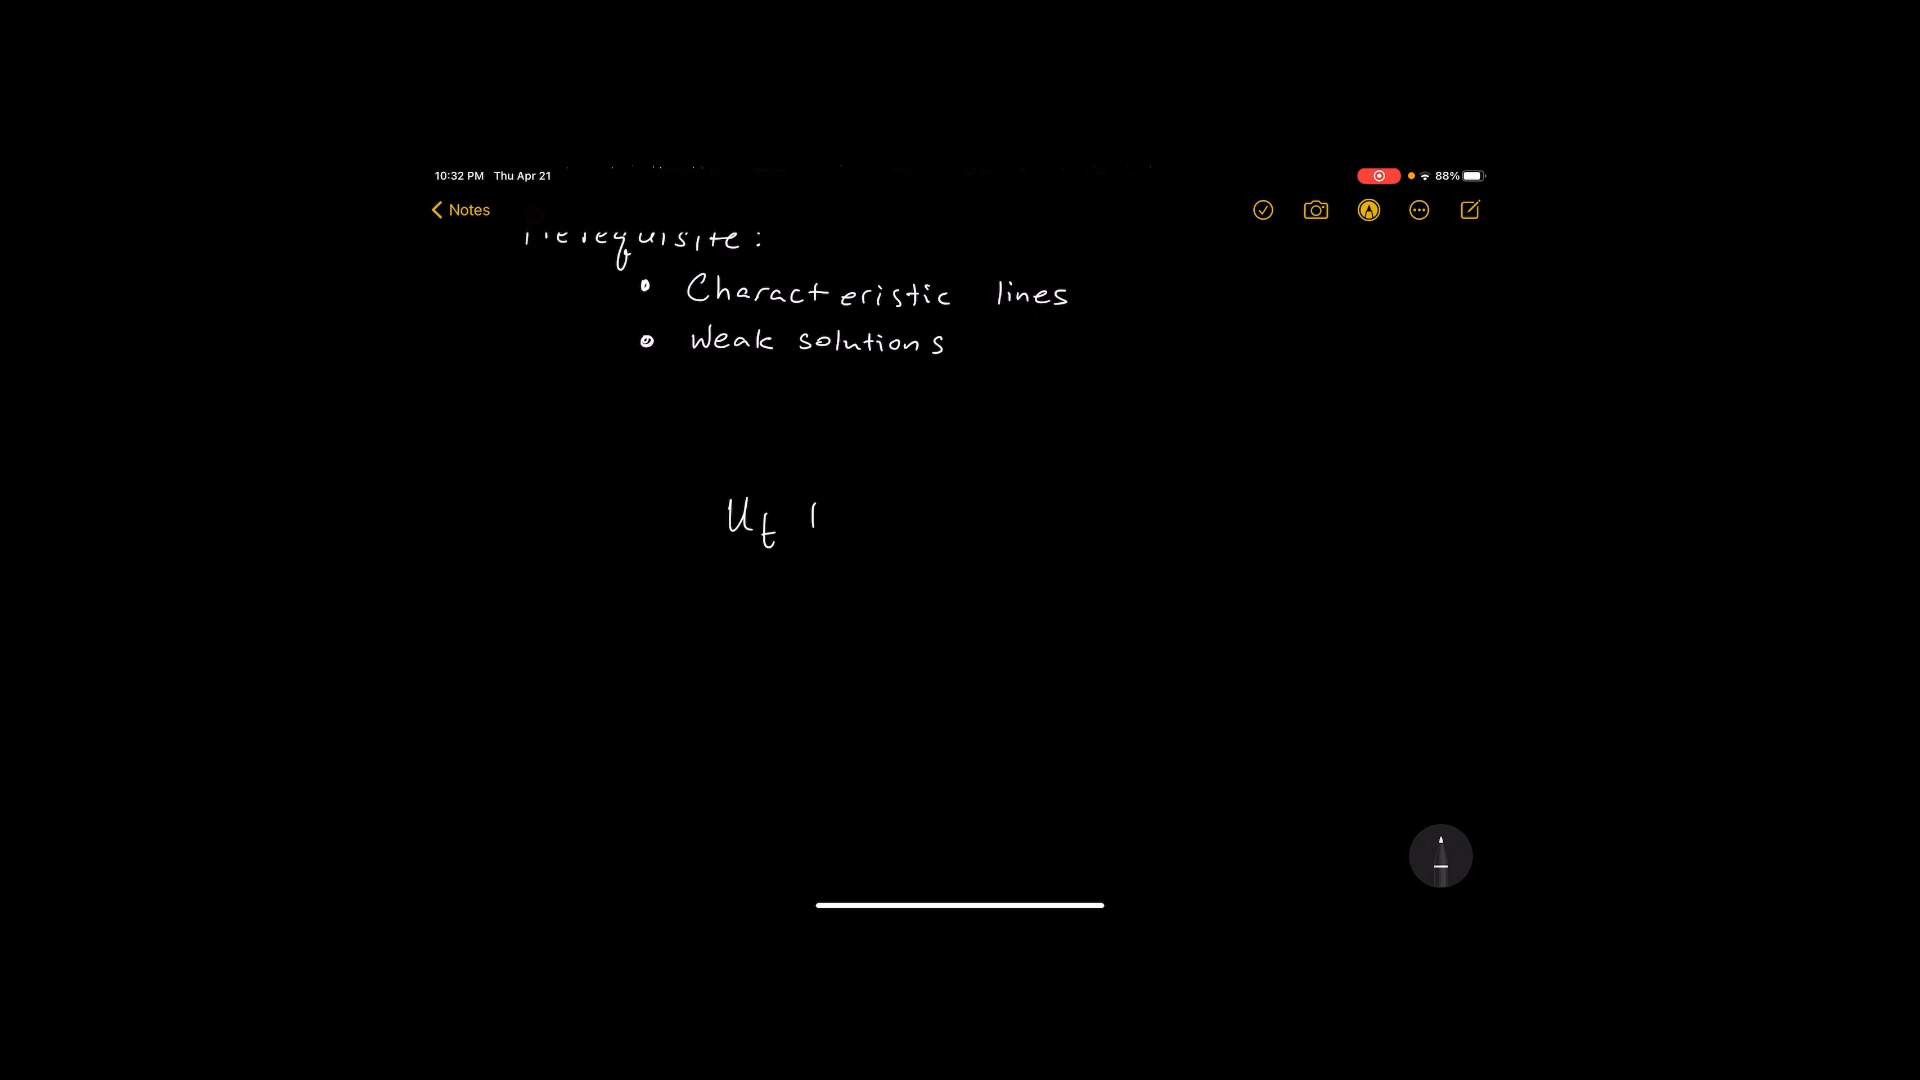 10:32 PM Thu Apr 21 88%
Notes
Prerequisite:
• Characteristic lines
• Weak solutions
U_t